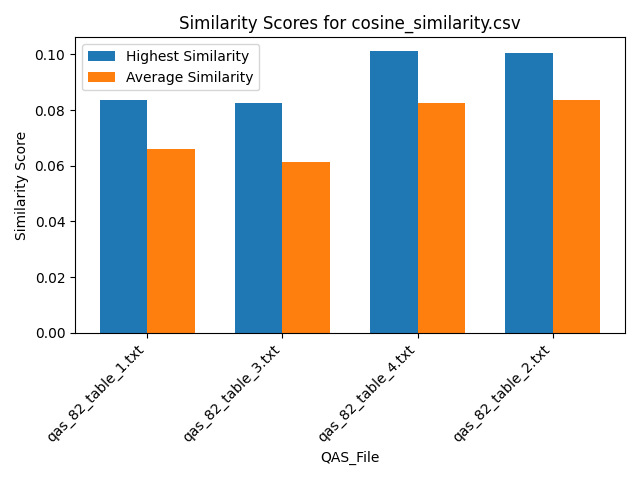 Similarity Scores for cosine_similarity.csv
Highest Similarity
Average Similarity
Similarity Score
0.10
0.08
0.06
0.04
0.02
0.00
qas_82_table_1.txt
qas_82_table_3.txt
qas_82_table_4.txt
qas_82_table_2.txt
QAS_File